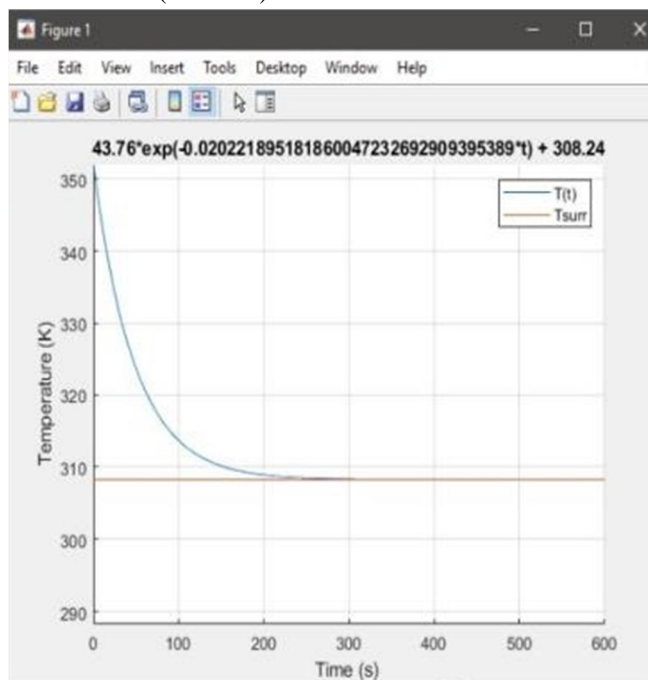 Figure 1
File Edit View Insert Tools Desktop Window Help
43.76*exp(-0.020221895181860047232692909395389*t) + 308.24
T(t)
Tsurr
350
340
330
320
310
300
290
Temperature (K)
0 100 200 300 400 500 600
Time (s)